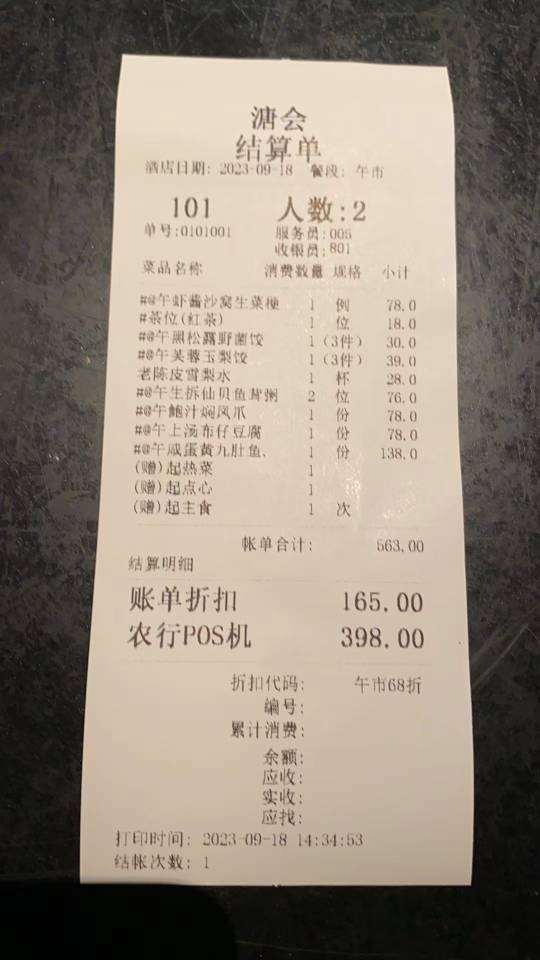 溏会
结算单
酒店日期: 2023-09-18 餐段: 午市
101 人数:2
单号:0101001 服务员:005
收银员:801
菜品名称 消费数量 规格 小计
#@午虾酱沙窝生菜梗 1 例 78.0
#茶位(红茶) 1 位 18.0
#@午黑松露野菌饺 1 (3件) 30.0
#@午芙蓉玉梨饺 1 (3件) 39.0
老陈皮雪梨水 1 杯 28.0
#@午生拆仙贝鱼茸粥 2 位 76.0
#@午鲍汁焖凤爪 1 份 78.0
#@午上汤布仔豆腐 1 份 78.0
#@午咸蛋黄九肚鱼、 1 份 138.0
(赠)起热菜 1
(赠)起点心 1
(赠)起主食 1 次
帐单合计: 563.00
结算明细
账单折扣 165.00
农行POS机 398.00
折扣代码: 午市68折
编号:
累计消费:
余额:
应收:
实收:
应找:
打印时间: 2023-09-18 14:34:53
结帐次数: 1